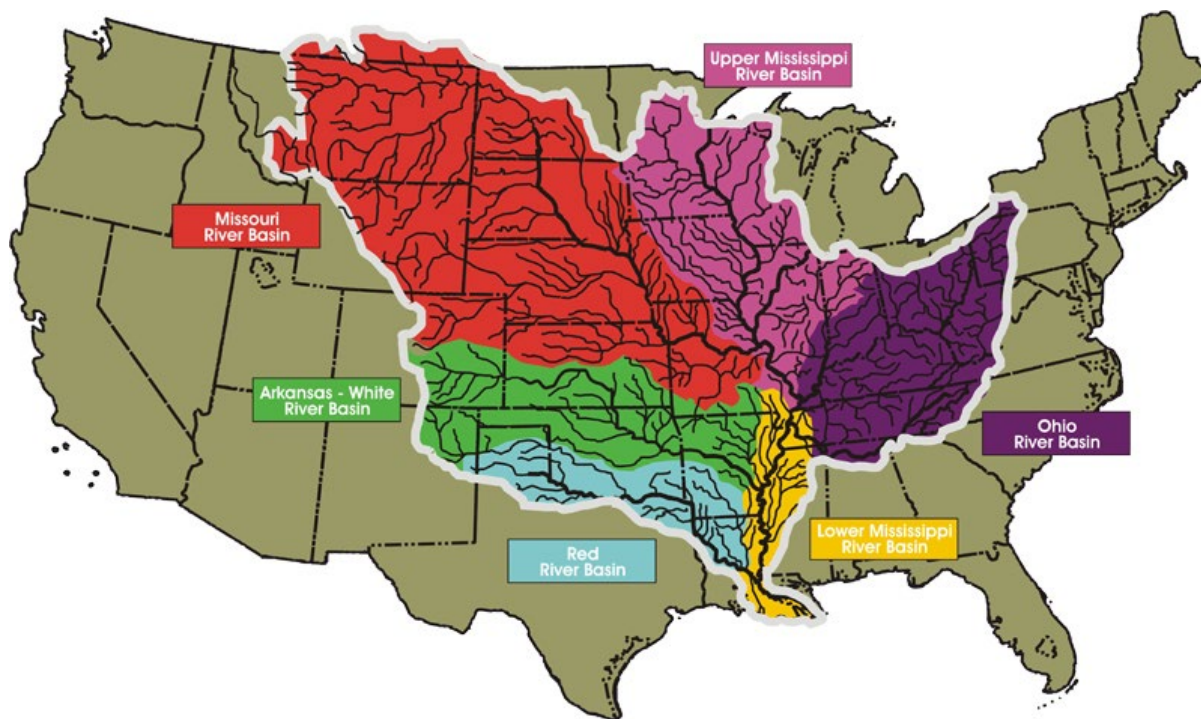 Upper Mississippi
River Basin
Missouri
River Basin
Arkansas - White
River Basin
Ohio
River Basin
Lower Mississippi
River Basin
Red
River Basin